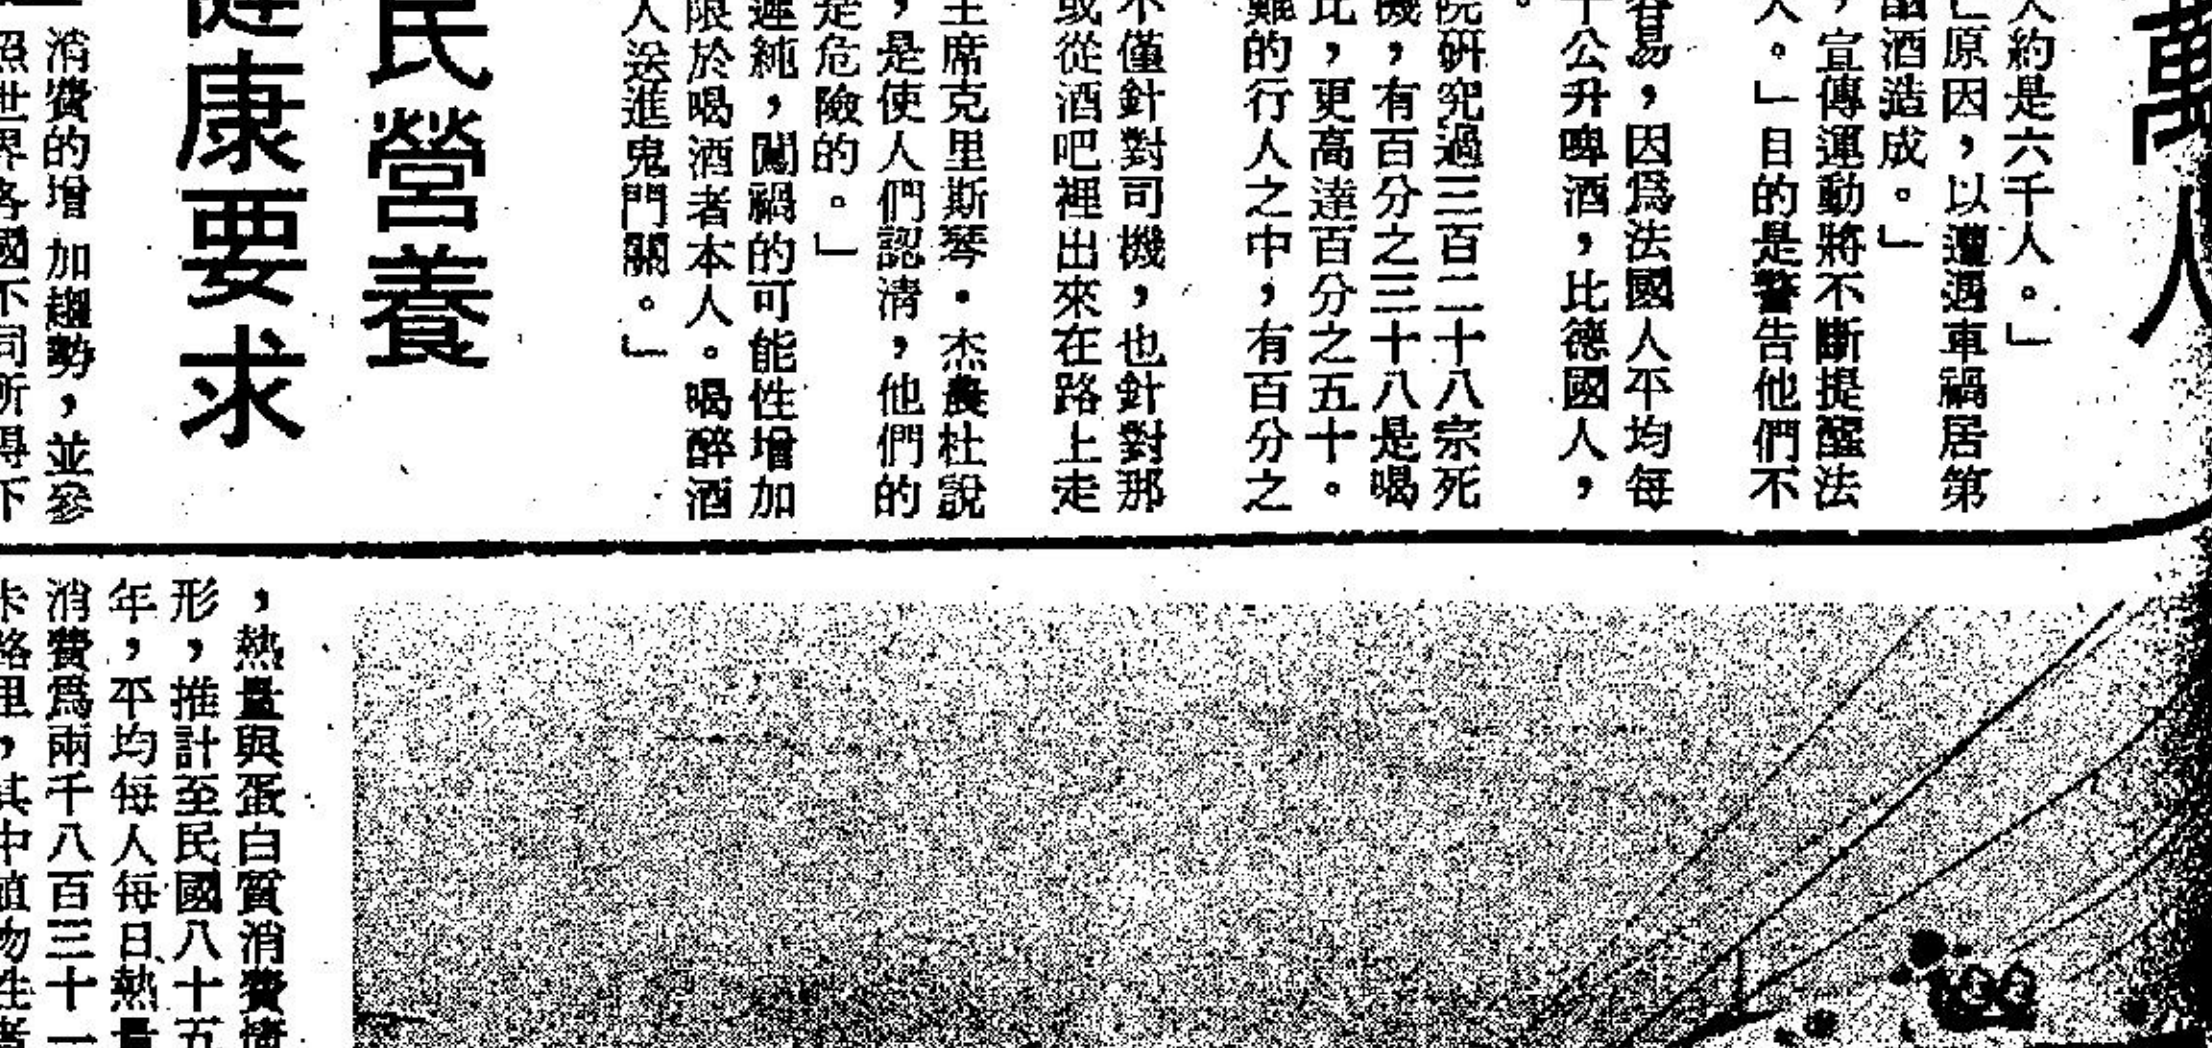 萬人
約是六千人。」
原因，以遭遇車禍居第
酒造成。」
，宣傳運動將不斷提醒法
人。」目的是警告他們不
容易，因爲法國人平均每
十公升啤酒，比德國人，
院硏究過三百二十八宗死
機，有百分之三十八是喝
比，更高達百分之五十。
難的行人之中，有百分之
不僅針對司機，也針對那
或從酒吧裡出來在路上走
主席克里斯琴・杰農杜說
，是使人們認淸，他們的
是危險的。」
遲純，闖禍的可能性增加
限於喝酒者本人。喝醉酒
人送進鬼門關。」
民營養
健康要求
消費的增加趨勢，並參
照世界各國不同所得下
，熱量與蛋白質消費情
形，推計至民國八十五
年，平均每人每日熱量
消費爲兩千八百三十一
卡路里，其中植物性者